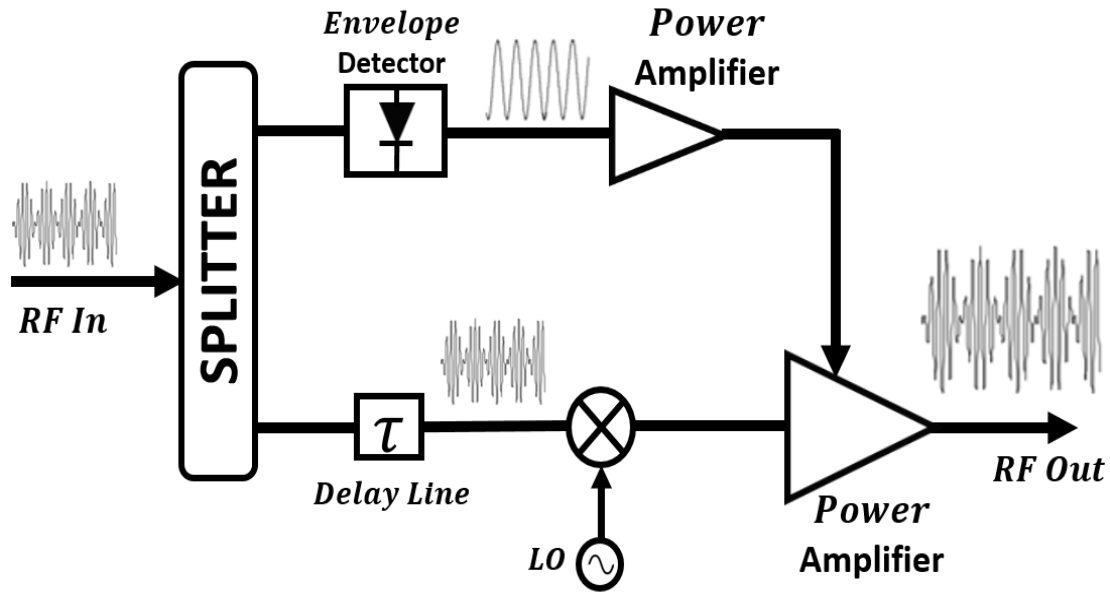 Envelope
Detector
Power
Amplifier
SPLITTER
RF In
τ
Delay Line
LO
RF Out
Power
Amplifier